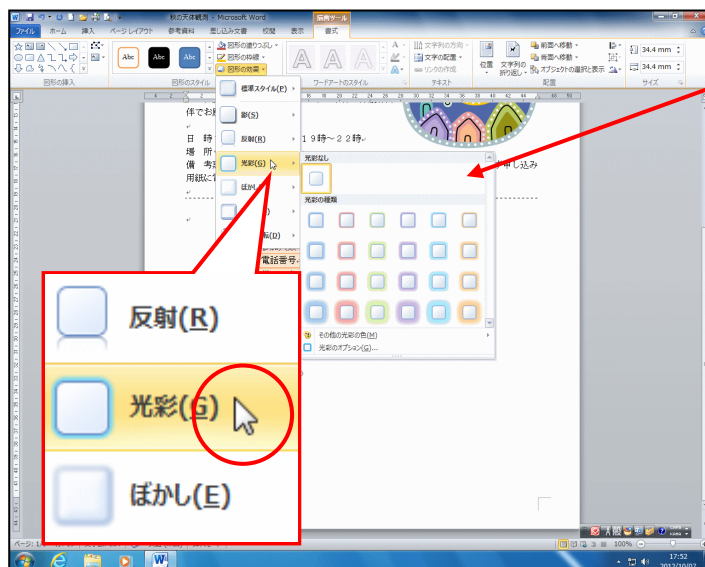 秋の天体観測 - Microsoft Word
描画ツール
ファイル ホーム 挿入 ページ レイアウト 参考資料 差し込み文書 校閲 表示 書式
Abc Abc Abc
図形の塗りつぶし
図形の枠線
図形の効果
A A A
文字列の方向
文字の配置
リンクの作成
位置 文字列の折り返し
前面へ移動
背面へ移動
オブジェクトの選択と表示
34.4 mm
34.4 mm
図形の挿入 図形のスタイル ワードアートのスタイル テキスト 配置 サイズ
標準スタイル(P)
影(S)
反射(R)
光彩(G)
光彩なし
光彩の種類
その他の光彩の色(M)
光彩のオプション(G)...
伴でお
日 時
19時～22時
場 所
備 考
申し込み
用紙に
電話番号
反射(R)
光彩(G)
ぼかし(E)
100%
17:52
2012/10/02